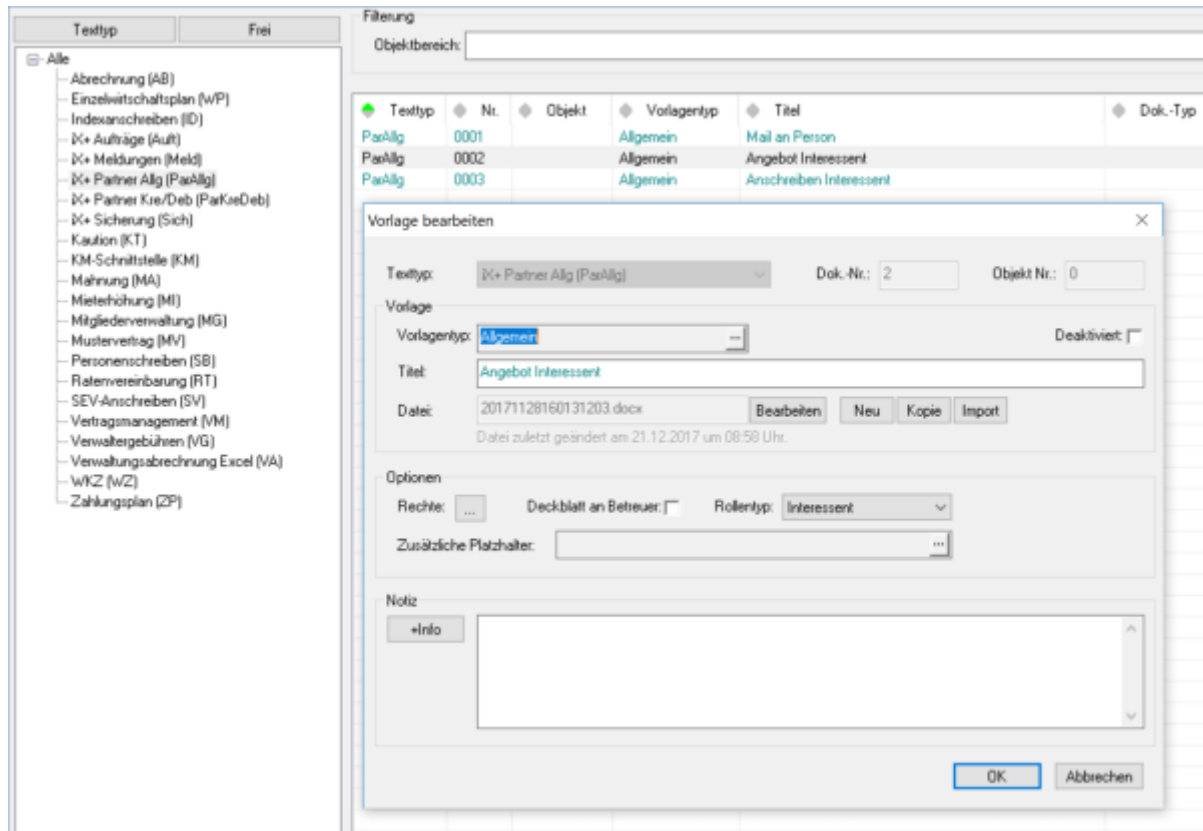 Texttyp Frei
Alle
Abrechnung (AB)
Einzelwirtschaftsplan (WP)
Indexanschreiben (ID)
iX+ Aufträge (Auft)
iX+ Meldungen (Meld)
iX+ Partner Allg (ParAllg)
iX+ Partner Kre/Deb (ParKreDeb)
iX+ Sicherung (Sich)
Kaution (KT)
KM-Schnittstelle (KM)
Mahnung (MA)
Mieterhöhung (MI)
Mitgliederverwaltung (MG)
Mustervertrag (MV)
Personenschreiben (SB)
Ratenvereinbarung (RT)
SEV-Anschreiben (SV)
Vertragsmanagement (VM)
Verwaltergebühren (VG)
Verwaltungsabrechnung Excel (VA)
WKZ (WZ)
Zahlungsplan (ZP)
Filterung
Objektbereich:
Texttyp Nr. Objekt Vorlagentyp Titel Dok.-Typ
ParAllg 0001 Allgemein Mail an Person
ParAllg 0002 Allgemein Angebot Interessent
ParAllg 0003 Allgemein Anschreiben Interessent
Vorlage bearbeiten
Texttyp: iX+ Partner Allg (ParAllg) Dok.-Nr.: 2 Objekt Nr.: 0
Vorlage
Vorlagentyp: Allgemein ... Deaktiviert:
Titel: Angebot Interessent
Datei: 20171128160131203.docx Bearbeiten Neu Kopie Import
Datei zuletzt geändert am 21.12.2017 um 08:58 Uhr.
Optionen
Rechte: ... Deckblatt an Betreuer: Rollentyp: Interessent
Zusätzliche Platzhalter: ...
Notiz
+Info
OK Abbrechen